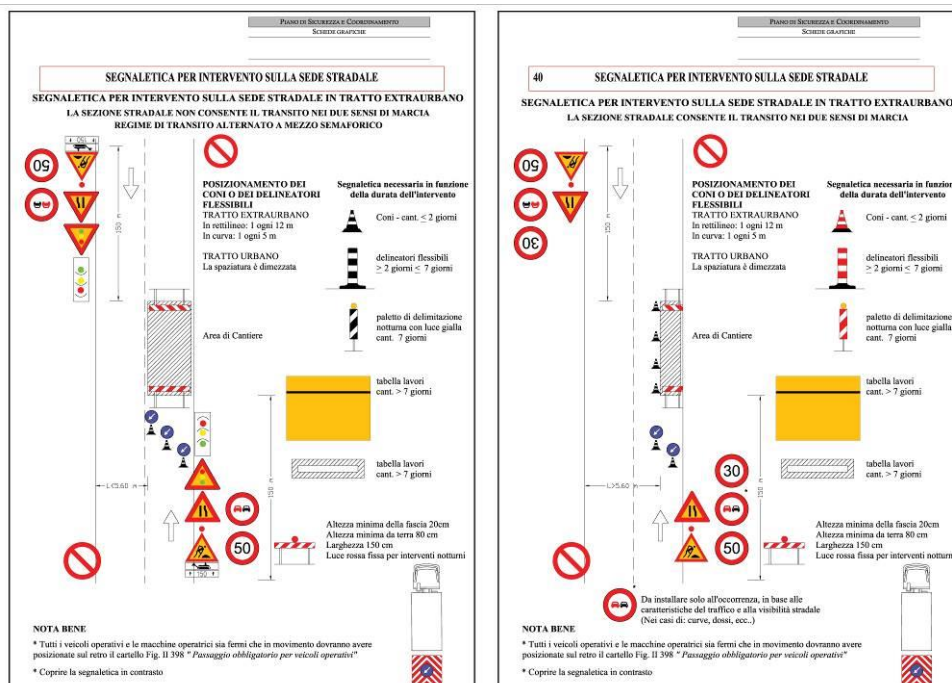 PIANO DI SICUREZZA E COORDINAMENTO
SCHEDE GRAFICHE
SEGNALETICA PER INTERVENTO SULLA SEDE STRADALE
SEGNALETICA PER INTERVENTO SULLA SEDE STRADALE IN TRATTO EXTRAURBANO
LA SEZIONE STRADALE NON CONSENTE IL TRANSITO NEI DUE SENSI DI MARCIA
REGIME DI TRANSITO ALTERNATO A MEZZO SEMAFORICO
150
50
150 m
POSIZIONAMENTO DEI
CONI O DEI DELINEATORI
FLESSIBILI
TRATTO EXTRAURBANO
In rettilineo: 1 ogni 12 m
In curva: 1 ogni 5 m
TRATTO URBANO
La spaziatura è dimezzata
Segnaletica necessaria in funzione
della durata dell'intervento
Coni - cant. ≤ 2 giorni
delineatori flessibili
≥ 2 giorni ≤ 7 giorni
paletto di delimitazione
notturna con luce gialla
cant. 7 giorni
Area di Cantiere
tabella lavori
cant. > 7 giorni
tabella lavori
cant. > 7 giorni
L<5.60 m
150 m
50
150
Altezza minima della fascia 20cm
Altezza minima da terra 80 cm
Larghezza 150 cm
Luce rossa fissa per interventi notturni
NOTA BENE
* Tutti i veicoli operativi e le macchine operatrici sia fermi che in movimento dovranno avere
posizionate sul retro il cartello Fig. II 398 " Passaggio obbligatorio per veicoli operativi"
* Coprire la segnaletica in contrasto
PIANO DI SICUREZZA E COORDINAMENTO
SCHEDE GRAFICHE
40 SEGNALETICA PER INTERVENTO SULLA SEDE STRADALE
SEGNALETICA PER INTERVENTO SULLA SEDE STRADALE IN TRATTO EXTRAURBANO
LA SEZIONE STRADALE CONSENTE IL TRANSITO NEI DUE SENSI DI MARCIA
50
30
150 m
POSIZIONAMENTO DEI
CONI O DEI DELINEATORI
FLESSIBILI
TRATTO EXTRAURBANO
In rettilineo: 1 ogni 12 m
In curva: 1 ogni 5 m
TRATTO URBANO
La spaziatura è dimezzata
Segnaletica necessaria in funzione
della durata dell'intervento
Coni - cant. ≤ 2 giorni
delineatori flessibili
≥ 2 giorni ≤ 7 giorni
paletto di delimitazione
notturna con luce gialla
cant. 7 giorni
Area di Cantiere
tabella lavori
cant. > 7 giorni
tabella lavori
cant. > 7 giorni
L>5.60 m
150 m
30
*
50
Altezza minima della fascia 20cm
Altezza minima da terra 80 cm
Larghezza 150 cm
Luce rossa fissa per interventi notturni
* Da installare solo all'occorrenza, in base alle
caratteristiche del traffico e alla visibilità stradale
(Nei casi di: curve, dossi, ecc..)
NOTA BENE
* Tutti i veicoli operativi e le macchine operatrici sia fermi che in movimento dovranno avere
posizionate sul retro il cartello Fig. II 398 " Passaggio obbligatorio per veicoli operativi"
* Coprire la segnaletica in contrasto